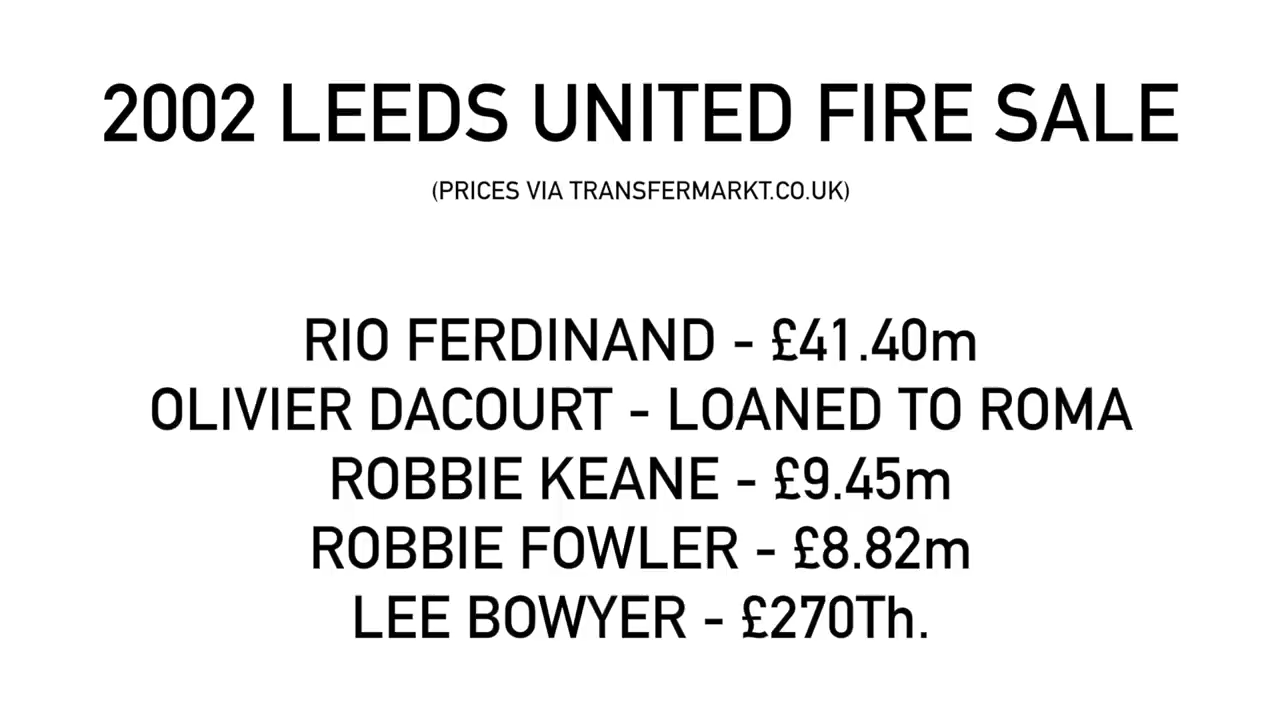 2002 LEEDS UNITED FIRE SALE
(PRICES VIA TRANSFERMARKT.CO.UK)
RIO FERDINAND - £41.40m
OLIVIER DACOURT - LOANED TO ROMA
ROBBIE KEANE - £9.45m
ROBBIE FOWLER - £8.82m
LEE BOWYER - £270Th.